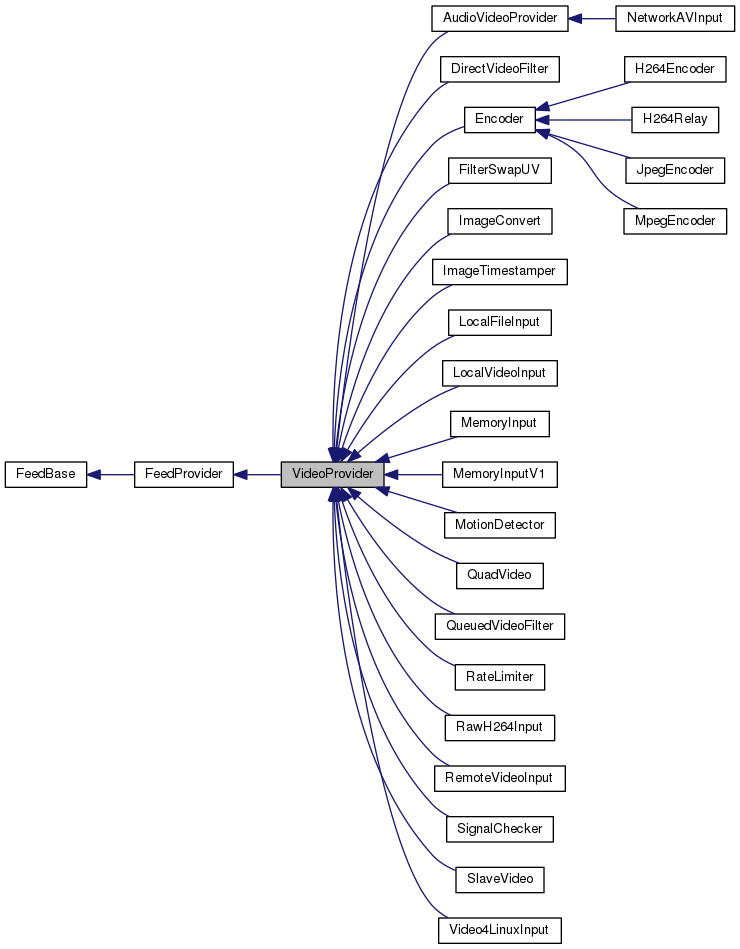 AudioVideoProvider
NetworkAVInput
DirectVideoFilter
H264Encoder
Encoder
H264Relay
FilterSwapUV
JpegEncoder
ImageConvert
MpegEncoder
ImageTimestamper
LocalFileInput
LocalVideoInput
MemoryInput
FeedBase
FeedProvider
VideoProvider
MemoryInputV1
MotionDetector
QuadVideo
QueuedVideoFilter
RateLimiter
RawH264Input
RemoteVideoInput
SignalChecker
SlaveVideo
Video4LinuxInput